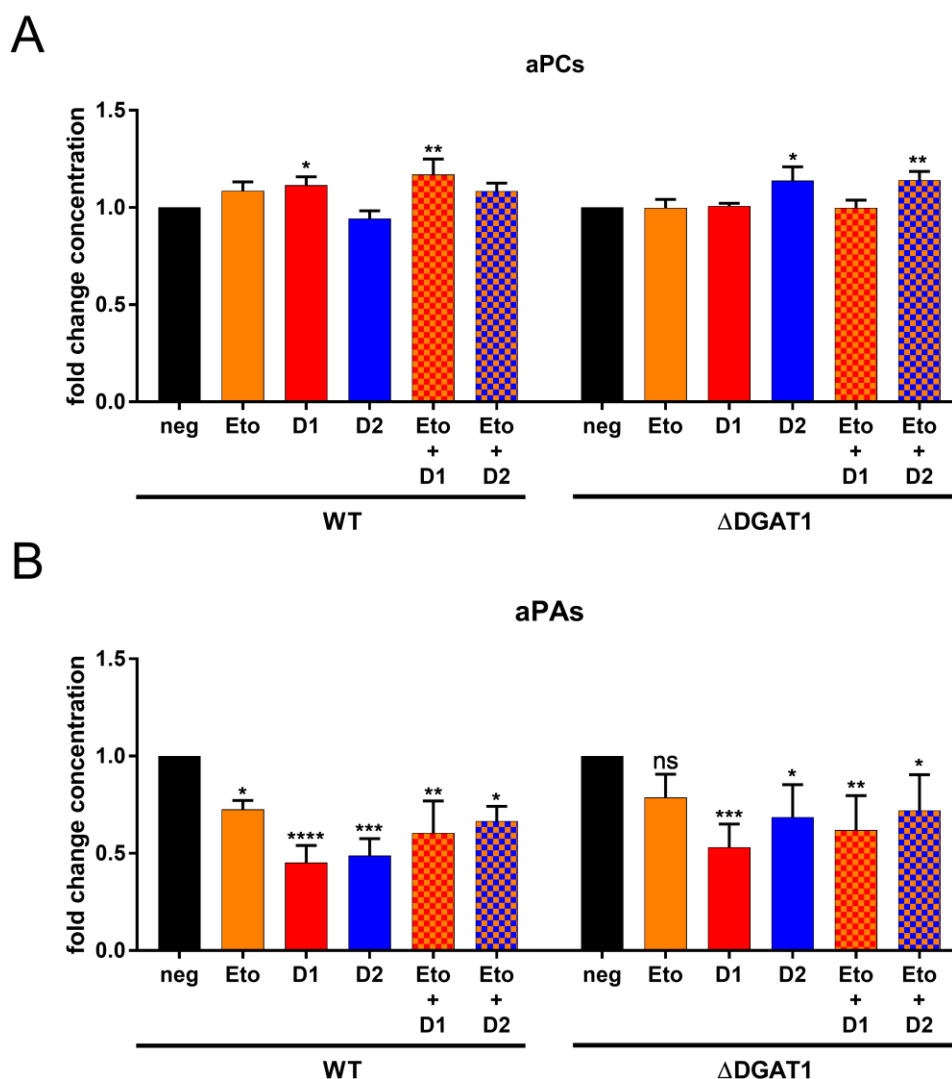 A
aPCs
fold change concentration
1.5
1.0
0.5
0.0
* ** * **
neg Eto D1 D2 Eto + D1 Eto + D2 neg Eto D1 D2 Eto + D1 Eto + D2
WT ΔDGAT1
B
aPAs
fold change concentration
1.5
1.0
0.5
0.0
* **** *** ** * ns *** * ** *
neg Eto D1 D2 Eto + D1 Eto + D2 neg Eto D1 D2 Eto + D1 Eto + D2
WT ΔDGAT1